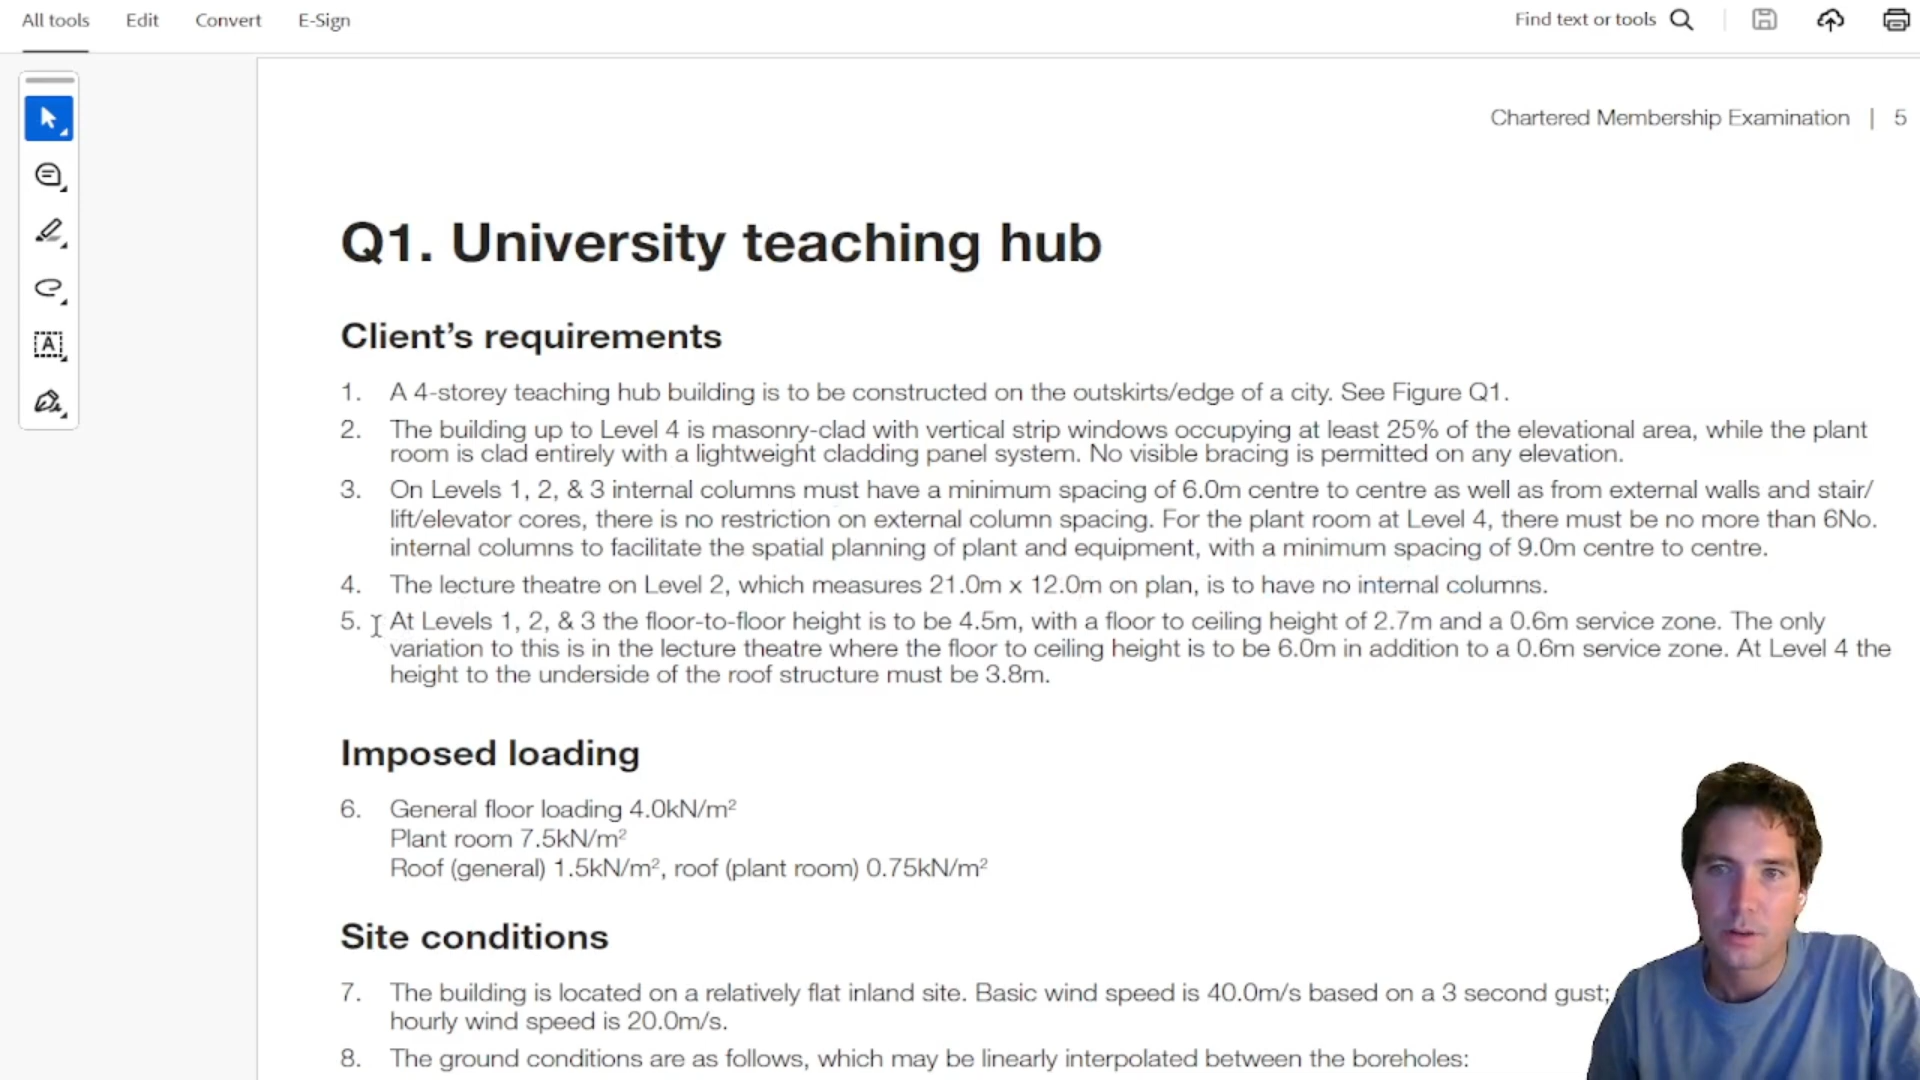 All tools Edit Convert E-Sign Find text or tools
Chartered Membership Examination | 5
Q1. University teaching hub
Client's requirements
1. A 4-storey teaching hub building is to be constructed on the outskirts/edge of a city. See Figure Q1.
2. The building up to Level 4 is masonry-clad with vertical strip windows occupying at least 25% of the elevational area, while the plant
room is clad entirely with a lightweight cladding panel system. No visible bracing is permitted on any elevation.
3. On Levels 1, 2, & 3 internal columns must have a minimum spacing of 6.0m centre to centre as well as from external walls and stair/
lift/elevator cores, there is no restriction on external column spacing. For the plant room at Level 4, there must be no more than 6No.
internal columns to facilitate the spatial planning of plant and equipment, with a minimum spacing of 9.0m centre to centre.
4. The lecture theatre on Level 2, which measures 21.0m x 12.0m on plan, is to have no internal columns.
5. At Levels 1, 2, & 3 the floor-to-floor height is to be 4.5m, with a floor to ceiling height of 2.7m and a 0.6m service zone. The only
variation to this is in the lecture theatre where the floor to ceiling height is to be 6.0m in addition to a 0.6m service zone. At Level 4 the
height to the underside of the roof structure must be 3.8m.
Imposed loading
6. General floor loading 4.0kN/m²
Plant room 7.5kN/m²
Roof (general) 1.5kN/m², roof (plant room) 0.75kN/m²
Site conditions
7. The building is located on a relatively flat inland site. Basic wind speed is 40.0m/s based on a 3 second gust;
hourly wind speed is 20.0m/s.
8. The ground conditions are as follows, which may be linearly interpolated between the boreholes: